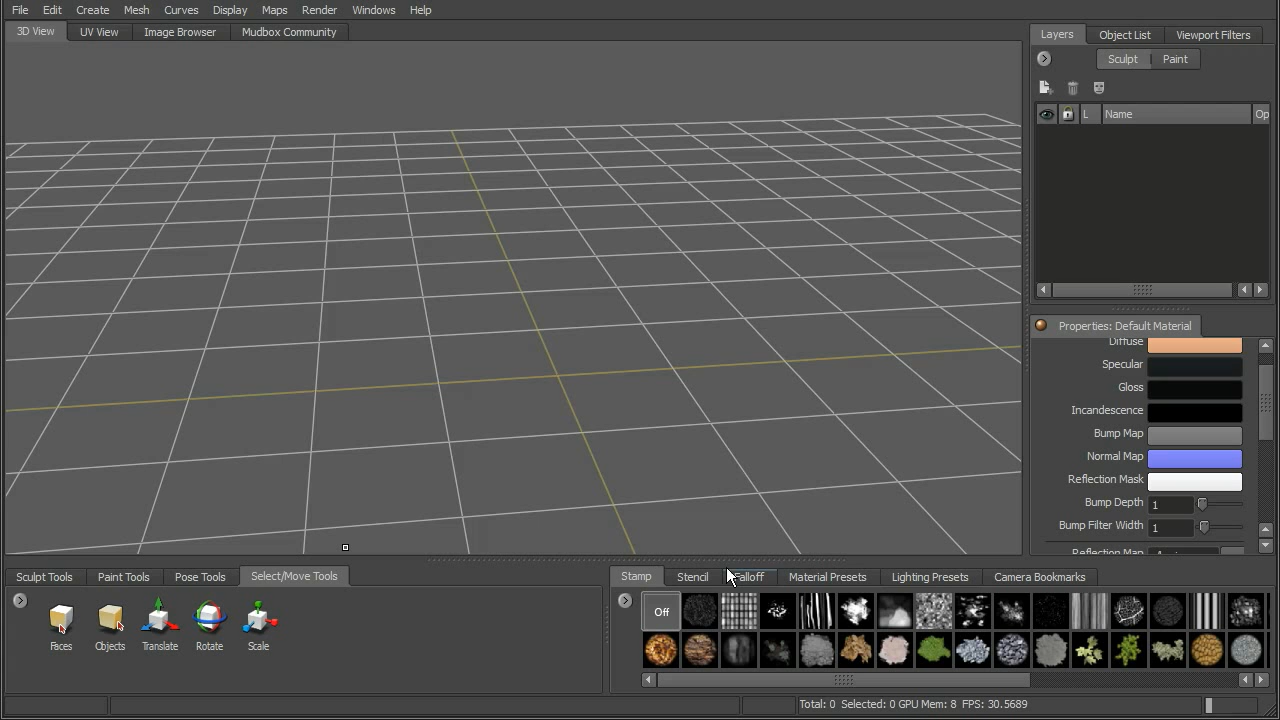 File Edit Create Mesh Curves Display Maps Render Windows Help
3D View UV View Image Browser Mudbox Community
Layers Object List Viewport Filters
Sculpt Paint
L Name Op
Properties: Default Material
Diffuse
Specular
Gloss
Incandescence
Bump Map
Normal Map
Reflection Mask
Bump Depth 1
Bump Filter Width 1
Reflection Map
Sculpt Tools Paint Tools Pose Tools Select/Move Tools
Stamp Stencil Falloff Material Presets Lighting Presets Camera Bookmarks
Off
Faces Objects Translate Rotate Scale
Total: 0 Selected: 0 GPU Mem: 8 FPS: 30.5689